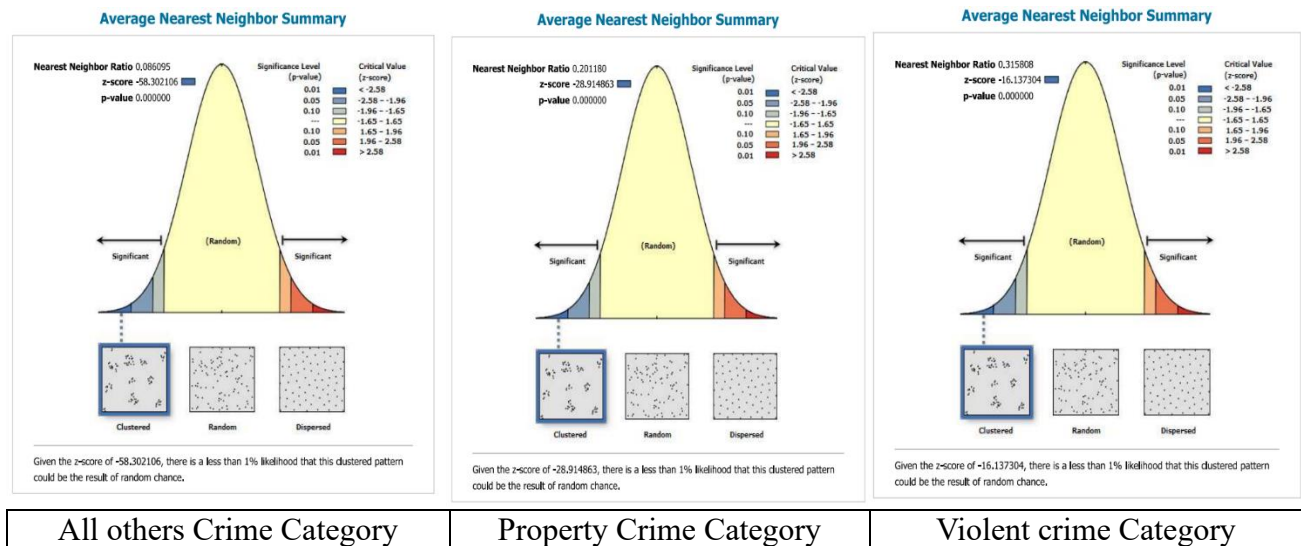 Average Nearest Neighbor Summary
Nearest Neighbor Ratio 0.086095
z-score -58.302106
p-value 0.000000
Significance Level (p-value)
Critical Value (z-score)
0.01 < -2.58
0.05 -2.58 – -1.96
0.10 -1.96 – -1.65
--- -1.65 – 1.65
0.10 1.65 – 1.96
0.05 1.96 – 2.58
0.01 > 2.58
(Random)
Significant Significant
Clustered Random Dispersed
Given the z-score of -58.302106, there is a less than 1% likelihood that this clustered pattern
could be the result of random chance.
All others Crime Category
Average Nearest Neighbor Summary
Nearest Neighbor Ratio 0.201180
z-score -28.914863
p-value 0.000000
Significance Level (p-value)
Critical Value (z-score)
0.01 < -2.58
0.05 -2.58 – -1.96
0.10 -1.96 – -1.65
--- -1.65 – 1.65
0.10 1.65 – 1.96
0.05 1.96 – 2.58
0.01 > 2.58
(Random)
Significant Significant
Clustered Random Dispersed
Given the z-score of -28.914863, there is a less than 1% likelihood that this clustered pattern
could be the result of random chance.
Property Crime Category
Average Nearest Neighbor Summary
Nearest Neighbor Ratio 0.315808
z-score -16.137304
p-value 0.000000
Significance Level (p-value)
Critical Value (z-score)
0.01 < -2.58
0.05 -2.58 – -1.96
0.10 -1.96 – -1.65
--- -1.65 – 1.65
0.10 1.65 – 1.96
0.05 1.96 – 2.58
0.01 > 2.58
(Random)
Significant Significant
Clustered Random Dispersed
Given the z-score of -16.137304, there is a less than 1% likelihood that this clustered pattern
could be the result of random chance.
Violent crime Category